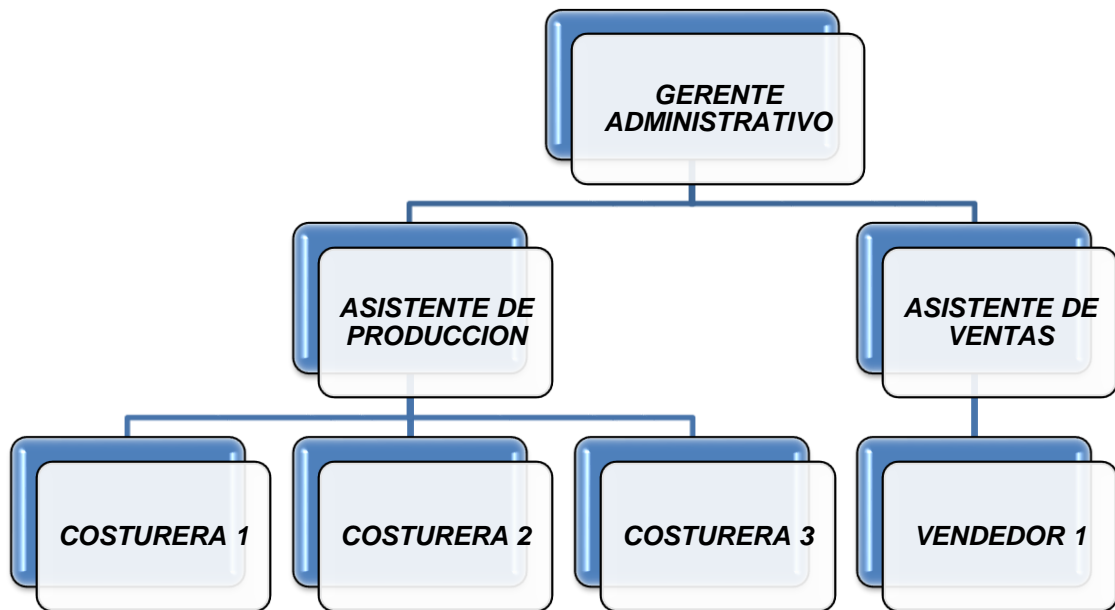 GERENTE
ADMINISTRATIVO
ASISTENTE DE
PRODUCCION
ASISTENTE DE
VENTAS
COSTURERA 1
COSTURERA 2
COSTURERA 3
VENDEDOR 1